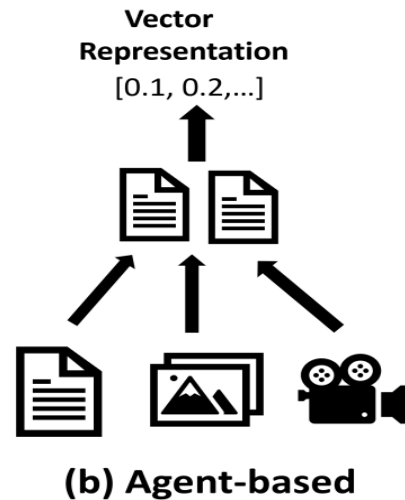 Vector
Representation
[0.1, 0.2,...]
(b) Agent-based